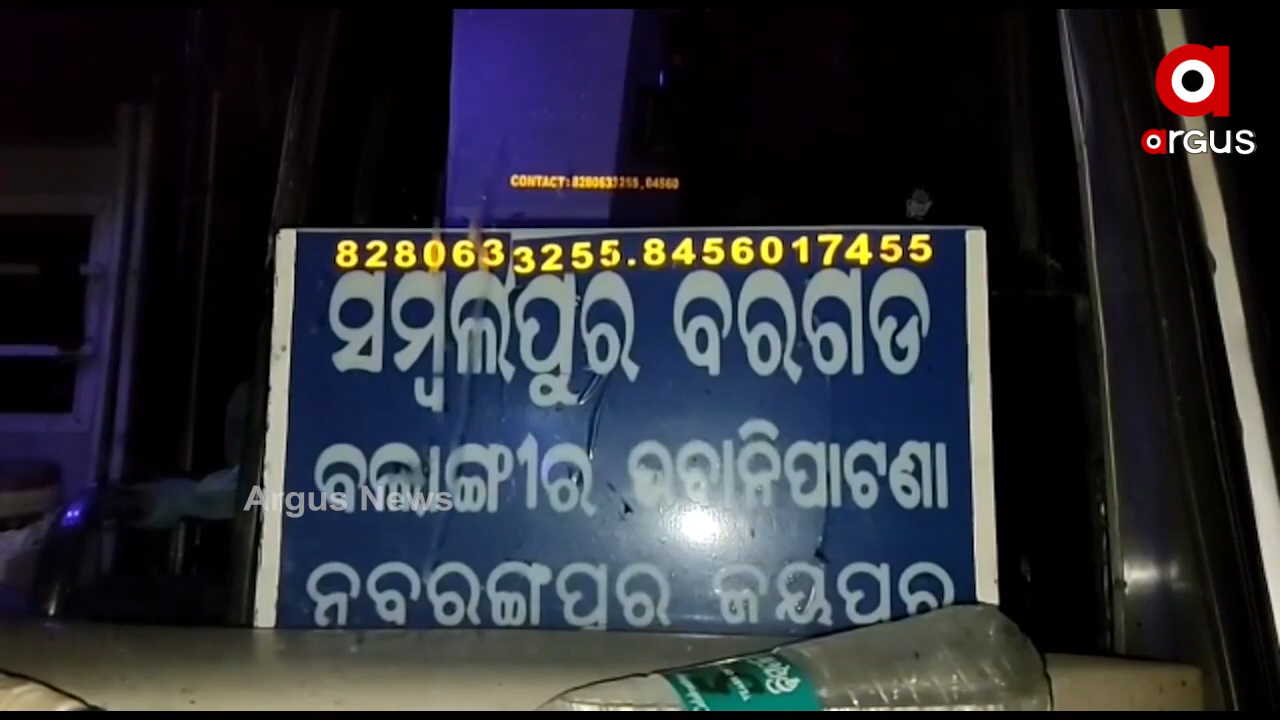 argus
CONTACT:8280633255,84560
8280633255.8456017455
ସମ୍ବଲପୁର ବରଗଡ
ବଲାଙ୍ଗୀର ଭବାନିପାଟଣା
Argus News
ନବରଙ୍ଗପୁର ଜୟପୁର